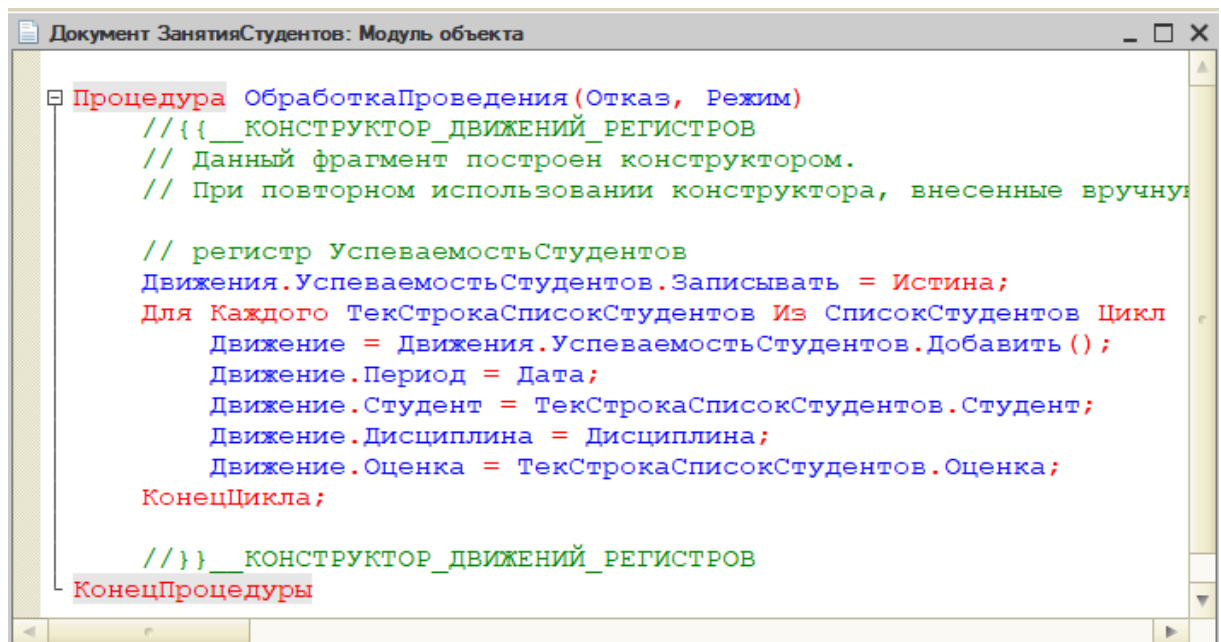 Документ ЗанятияСтудентов: Модуль объекта
Процедура ОбработкаПроведения(Отказ, Режим)
//{{__КОНСТРУКТОР_ДВИЖЕНИЙ_РЕГИСТРОВ
// Данный фрагмент построен конструктором.
// При повторном использовании конструктора, внесенные вручну
// регистр УспеваемостьСтудентов
Движения.УспеваемостьСтудентов.Записывать = Истина;
Для Каждого ТекСтрокаСписокСтудентов Из СписокСтудентов Цикл
Движение = Движения.УспеваемостьСтудентов.Добавить();
Движение.Период = Дата;
Движение.Студент = ТекСтрокаСписокСтудентов.Студент;
Движение.Дисциплина = Дисциплина;
Движение.Оценка = ТекСтрокаСписокСтудентов.Оценка;
КонецЦикла;
//}}__КОНСТРУКТОР_ДВИЖЕНИЙ_РЕГИСТРОВ
КонецПроцедуры